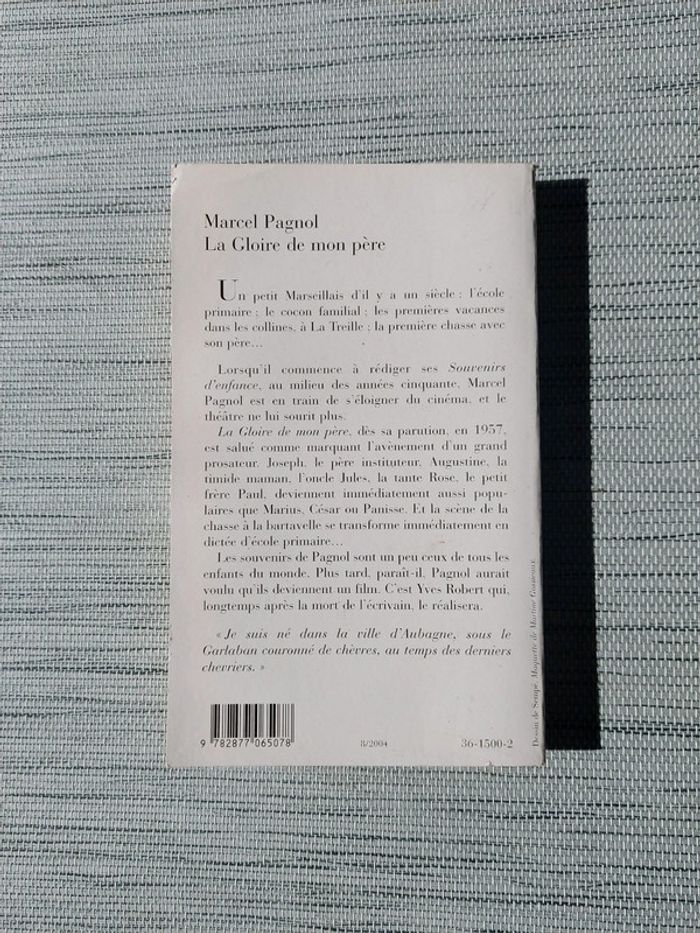 Marcel Pagnol
La Gloire de mon père
Un petit Marseillais d'il y a un siècle : l'école
primaire ; le cocon familial ; les premières vacances
dans les collines, à La Treille ; la première chasse avec
son père...
Lorsqu'il commence à rédiger ses Souvenirs
d'enfance, au milieu des années cinquante, Marcel
Pagnol est en train de s'éloigner du cinéma, et le
théâtre ne lui sourit plus.
La Gloire de mon père, dès sa parution, en 1957,
est salué comme marquant l'avènement d'un grand
prosateur. Joseph, le père instituteur, Augustine, la
timide maman, l'oncle Jules, la tante Rose, le petit
frère Paul, deviennent immédiatement aussi popu-
laires que Marius, César ou Panisse. Et la scène de la
chasse à la bartavelle se transforme immédiatement en
dictée d'école primaire...
Les souvenirs de Pagnol sont un peu ceux de tous les
enfants du monde. Plus tard, paraît-il, Pagnol aurait
voulu qu'ils deviennent un film. C'est Yves Robert qui,
longtemps après la mort de l'écrivain, le réalisera.
« Je suis né dans la ville d'Aubagne, sous le
Garlaban couronné de chèvres, au temps des derniers
chevriers. »
9 782877 065078
8/2004
36-1500-2
Dessin de Sempé. Maquette de Martine Gossieaux